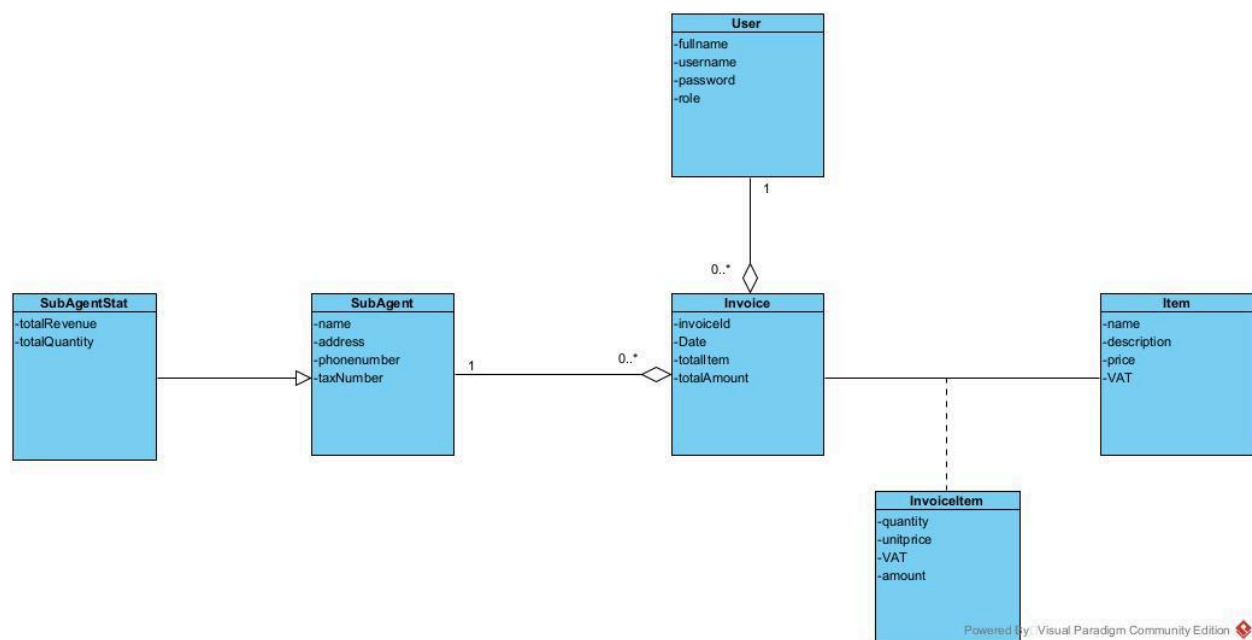 User
-fullname
-username
-password
-role
1
0..*
SubAgentStat
-totalRevenue
-totalQuantity
SubAgent
-name
-address
-phonenumber
-taxNumber
1
0..*
Invoice
-invoiceId
-Date
-totalItem
-totalAmount
Item
-name
-description
-price
-VAT
InvoiceItem
-quantity
-unitprice
-VAT
-amount
Powered By Visual Paradigm Community Edition